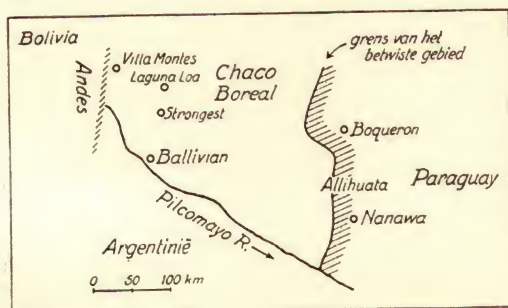 Bolivia
grens van het
betwiste gebied
Villa Montes
Laguna Loa
Chaco
Boreal
Andes
Strongest
Boqueron
Ballivian
Allihuata
Paraguay
Pilcomayo R.
Nanawa
Argentinië
0 50 100 km